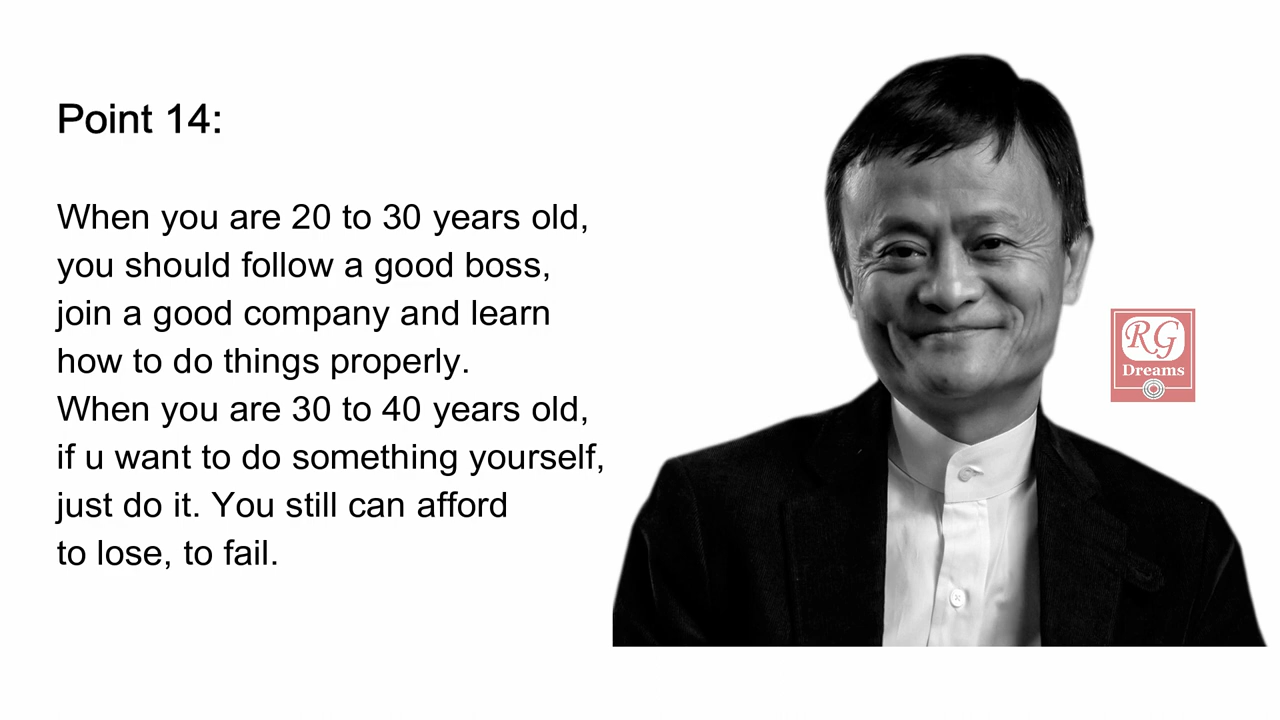 Point 14:
When you are 20 to 30 years old,
you should follow a good boss,
join a good company and learn
how to do things properly.
When you are 30 to 40 years old,
if u want to do something yourself,
just do it. You still can afford
to lose, to fail.
RG
Dreams